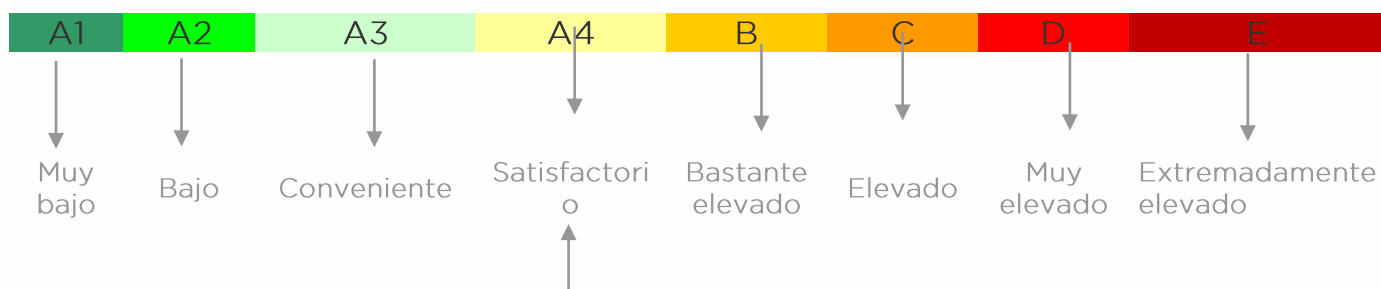 A1 A2 A3 A4 B C D E
Muy
bajo
Bajo
Conveniente
Satisfactori
o
Bastante
elevado
Elevado
Muy
elevado
Extremadamente
elevado